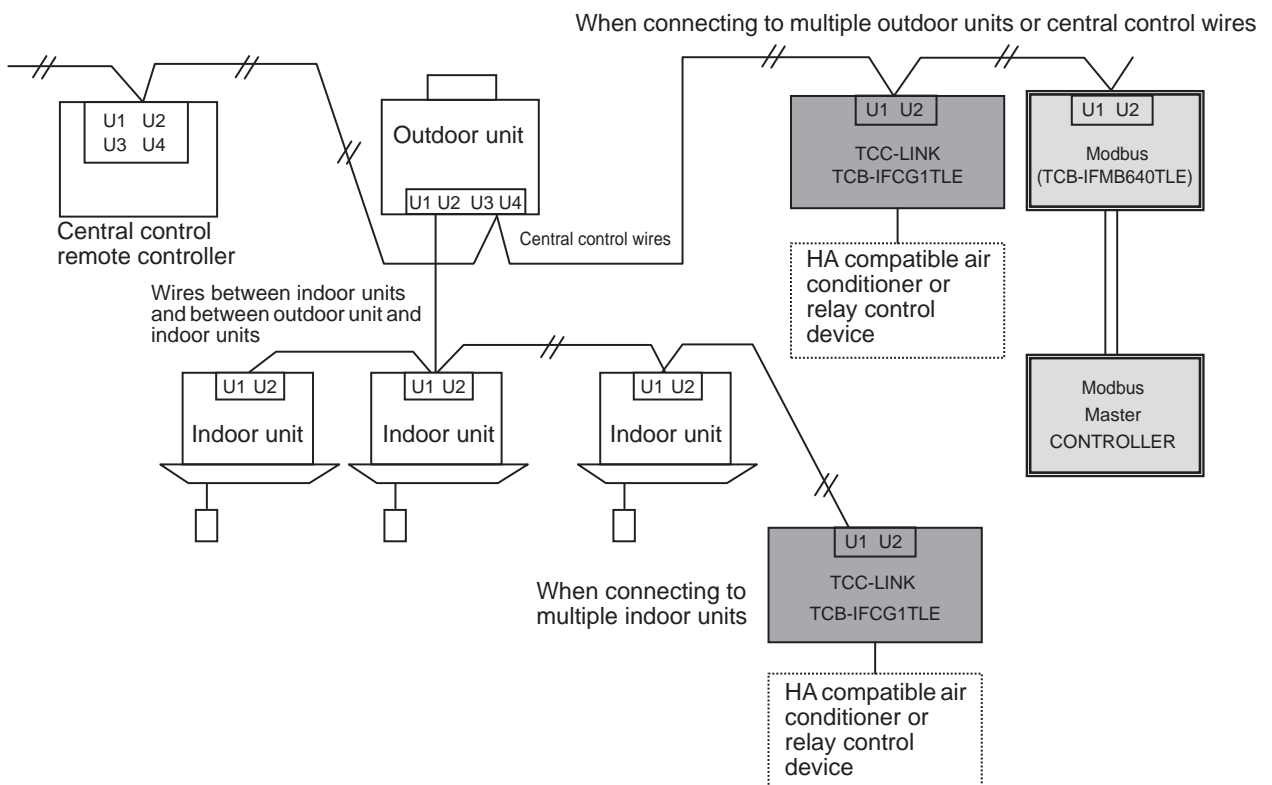 When connecting to multiple outdoor units or central control wires
U1 U2
U3 U4
Central control
remote controller
Outdoor unit
U1 U2 U3 U4
Central control wires
U1 U2
TCC-LINK
TCB-IFCG1TLE
HA compatible air
conditioner or
relay control
device
U1 U2
Modbus
(TCB-IFMB640TLE)
Modbus
Master
CONTROLLER
Wires between indoor units
and between outdoor unit and
indoor units
U1 U2
Indoor unit
U1 U2
Indoor unit
U1 U2
Indoor unit
When connecting to
multiple indoor units
U1 U2
TCC-LINK
TCB-IFCG1TLE
HA compatible air
conditioner or
relay control
device